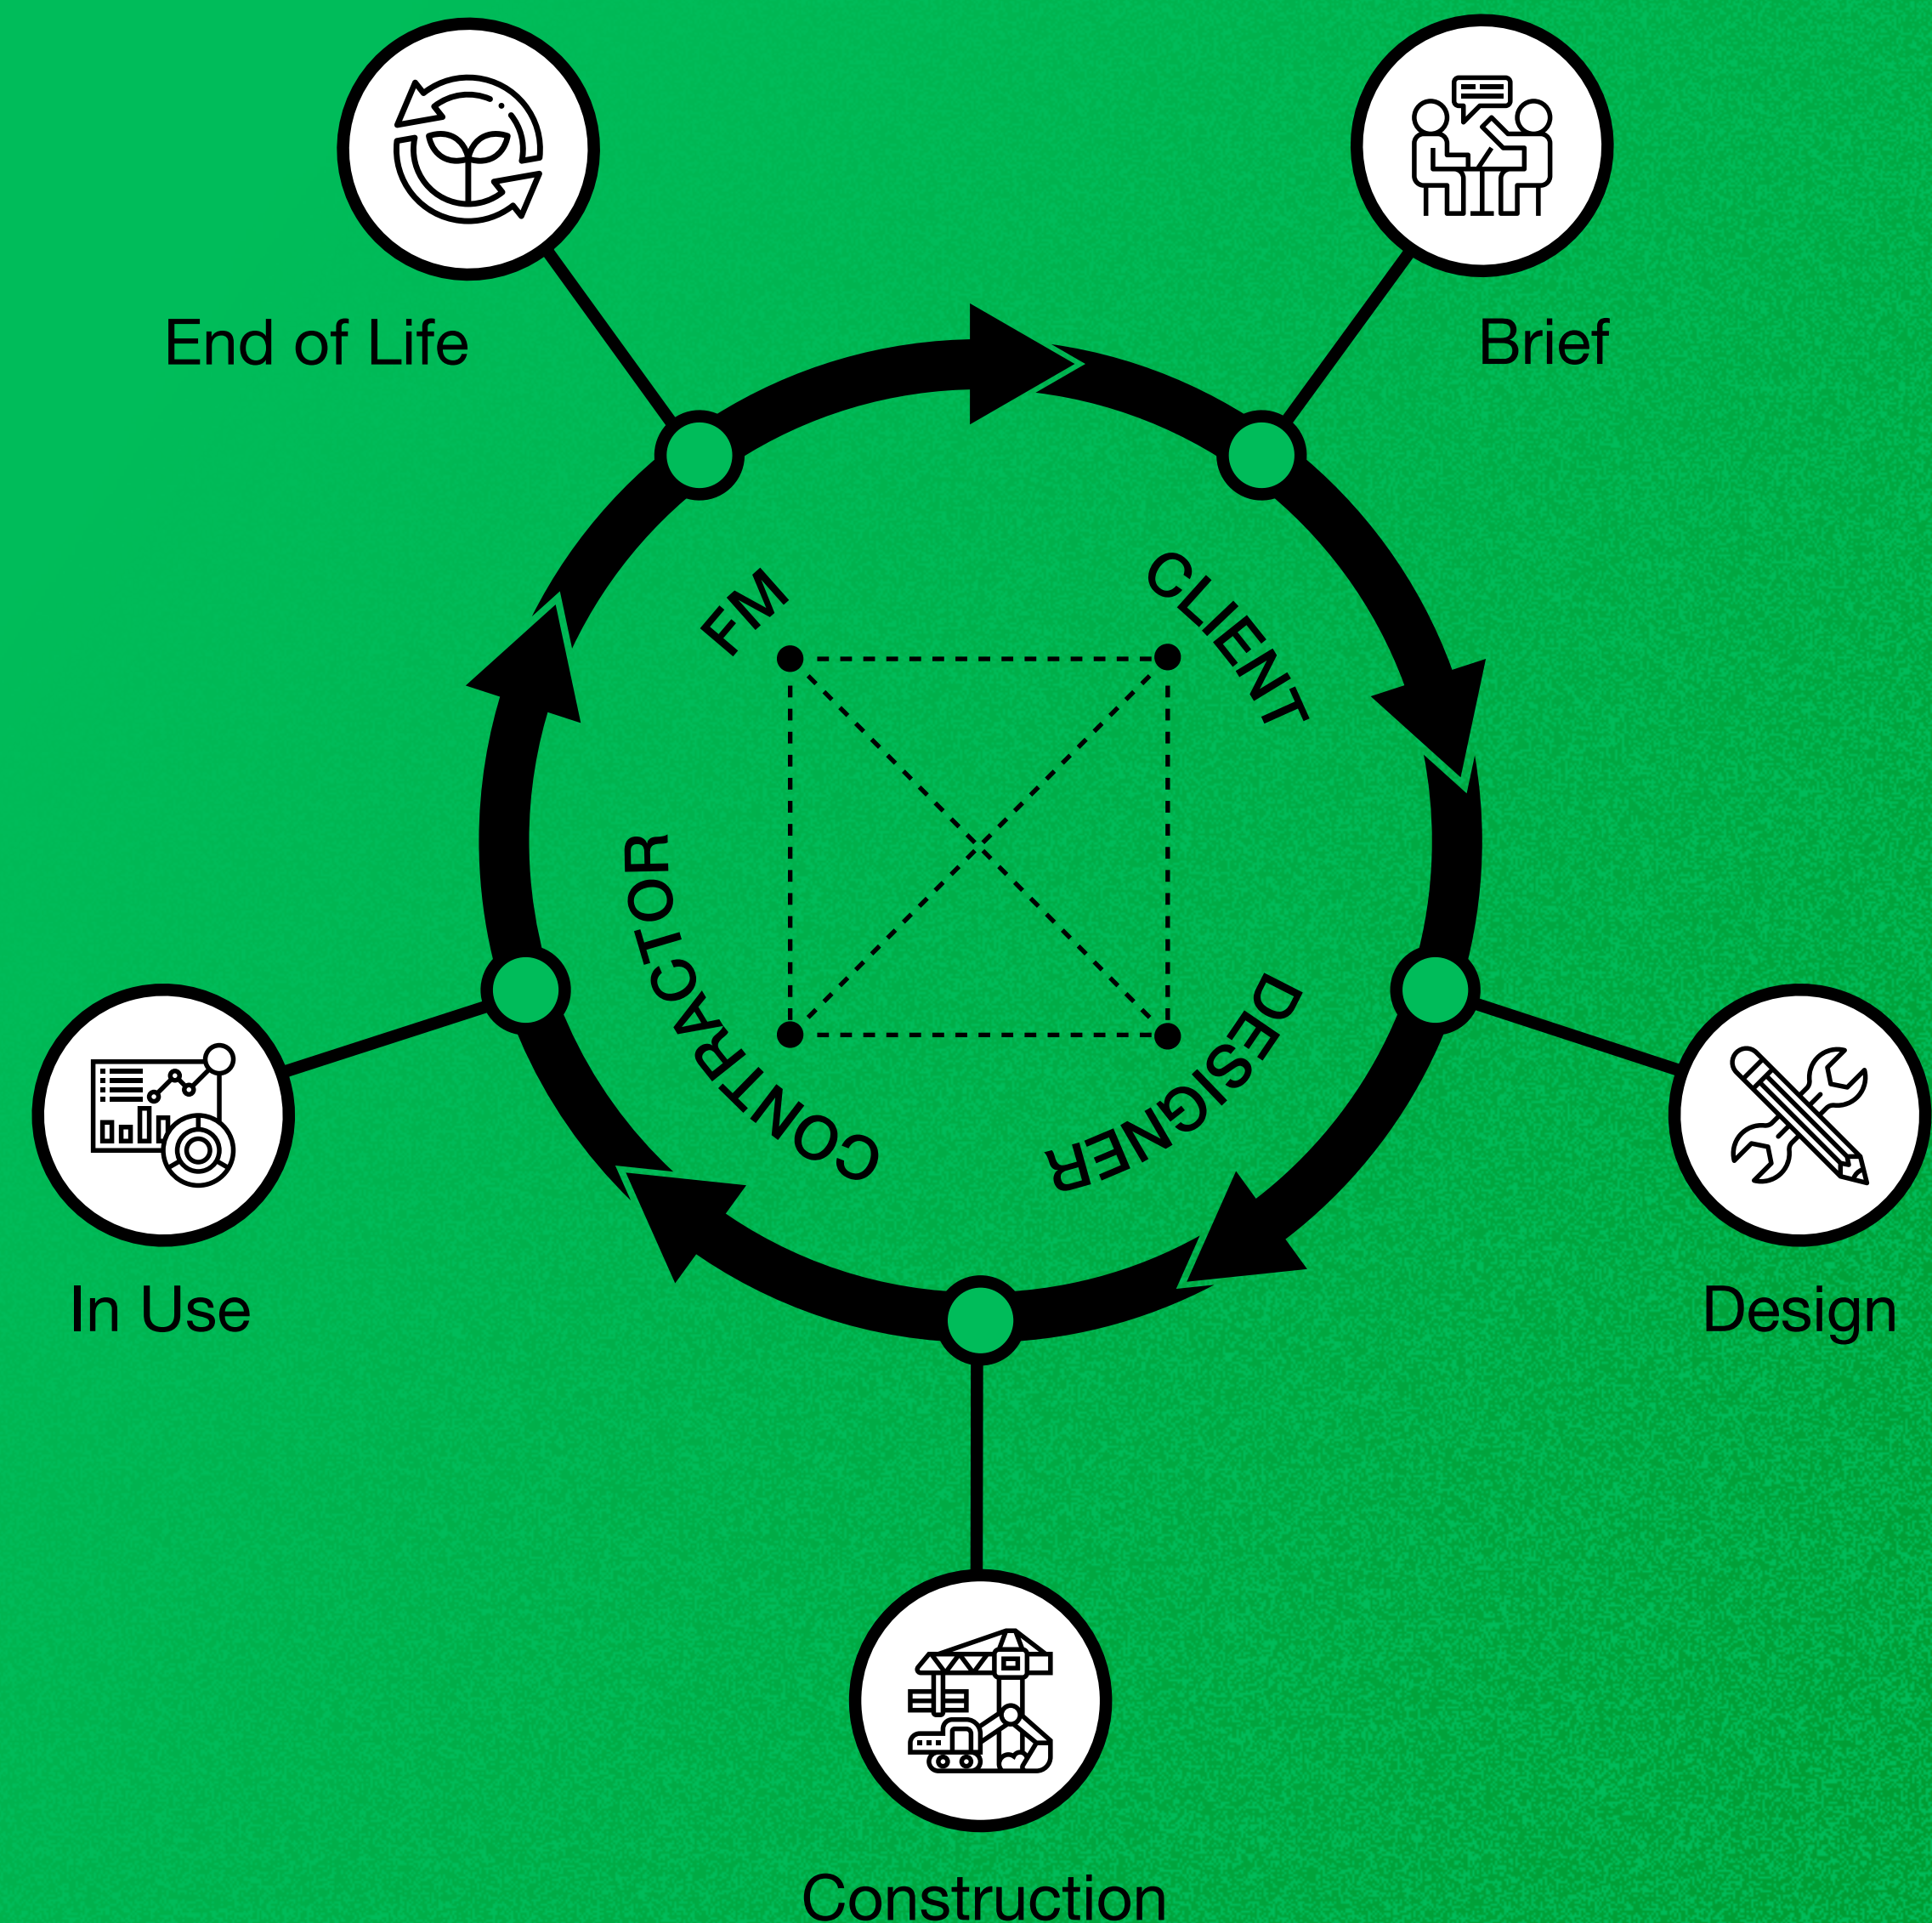 End of Life
Brief
FM
CLIENT
CONTRACTOR
DESIGNER
In Use
Design
Construction